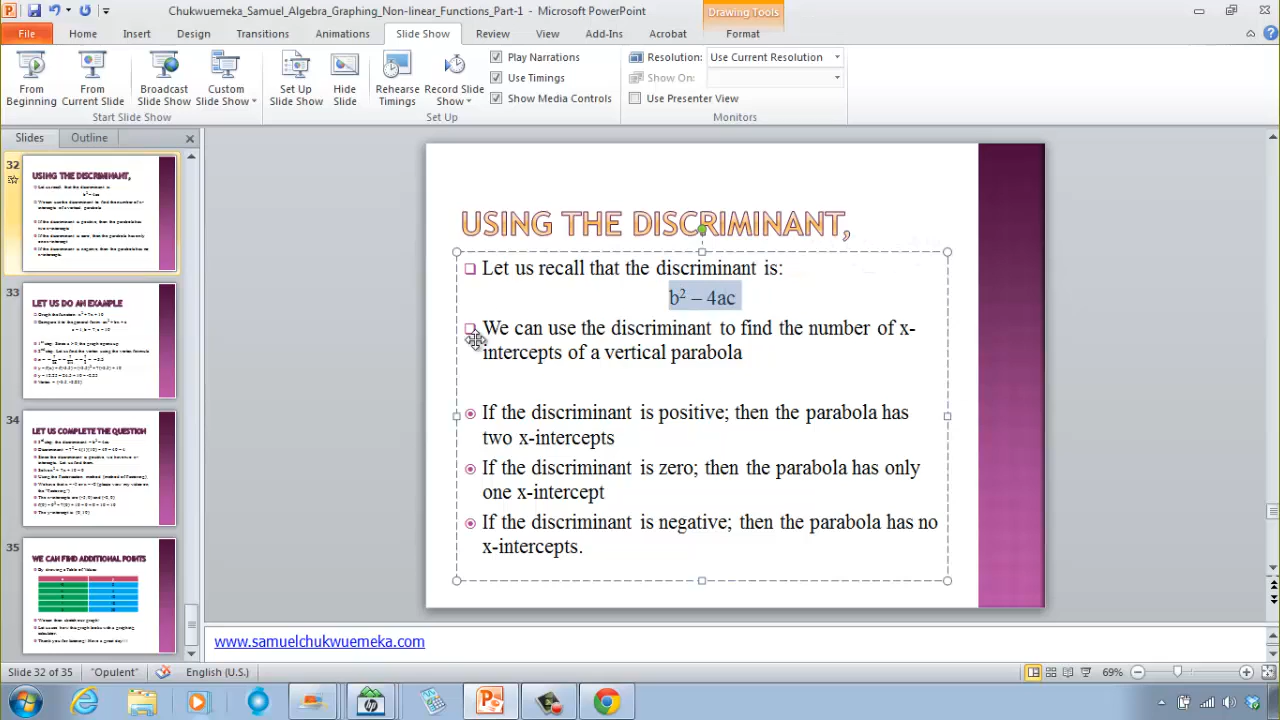 Chukwuemeka_Samuel_Algebra_Graphing_Non-linear_Functions_Part-1 - Microsoft PowerPoint
Drawing Tools
File Home Insert Design Transitions Animations Slide Show Review View Add-Ins Acrobat Format
From Beginning
From Current Slide
Broadcast Slide Show
Custom Slide Show
Start Slide Show
Set Up Slide Show
Hide Slide
Rehearse Timings
Record Slide Show
Play Narrations
Use Timings
Show Media Controls
Set Up
Resolution: Use Current Resolution
Show On:
Use Presenter View
Monitors
Slides Outline
32
USING THE DISCRIMINANT,
33
LET US DO AN EXAMPLE
34
LET US COMPLETE THE QUESTION
35
WE CAN FIND ADDITIONAL POINTS
USING THE DISCRIMINANT,
Let us recall that the discriminant is:
b² – 4ac
We can use the discriminant to find the number of x-
intercepts of a vertical parabola
If the discriminant is positive; then the parabola has
two x-intercepts
If the discriminant is zero; then the parabola has only
one x-intercept
If the discriminant is negative; then the parabola has no
x-intercepts.
www.samuelchukwuemeka.com
Slide 32 of 35 "Opulent" English (U.S.) 69%